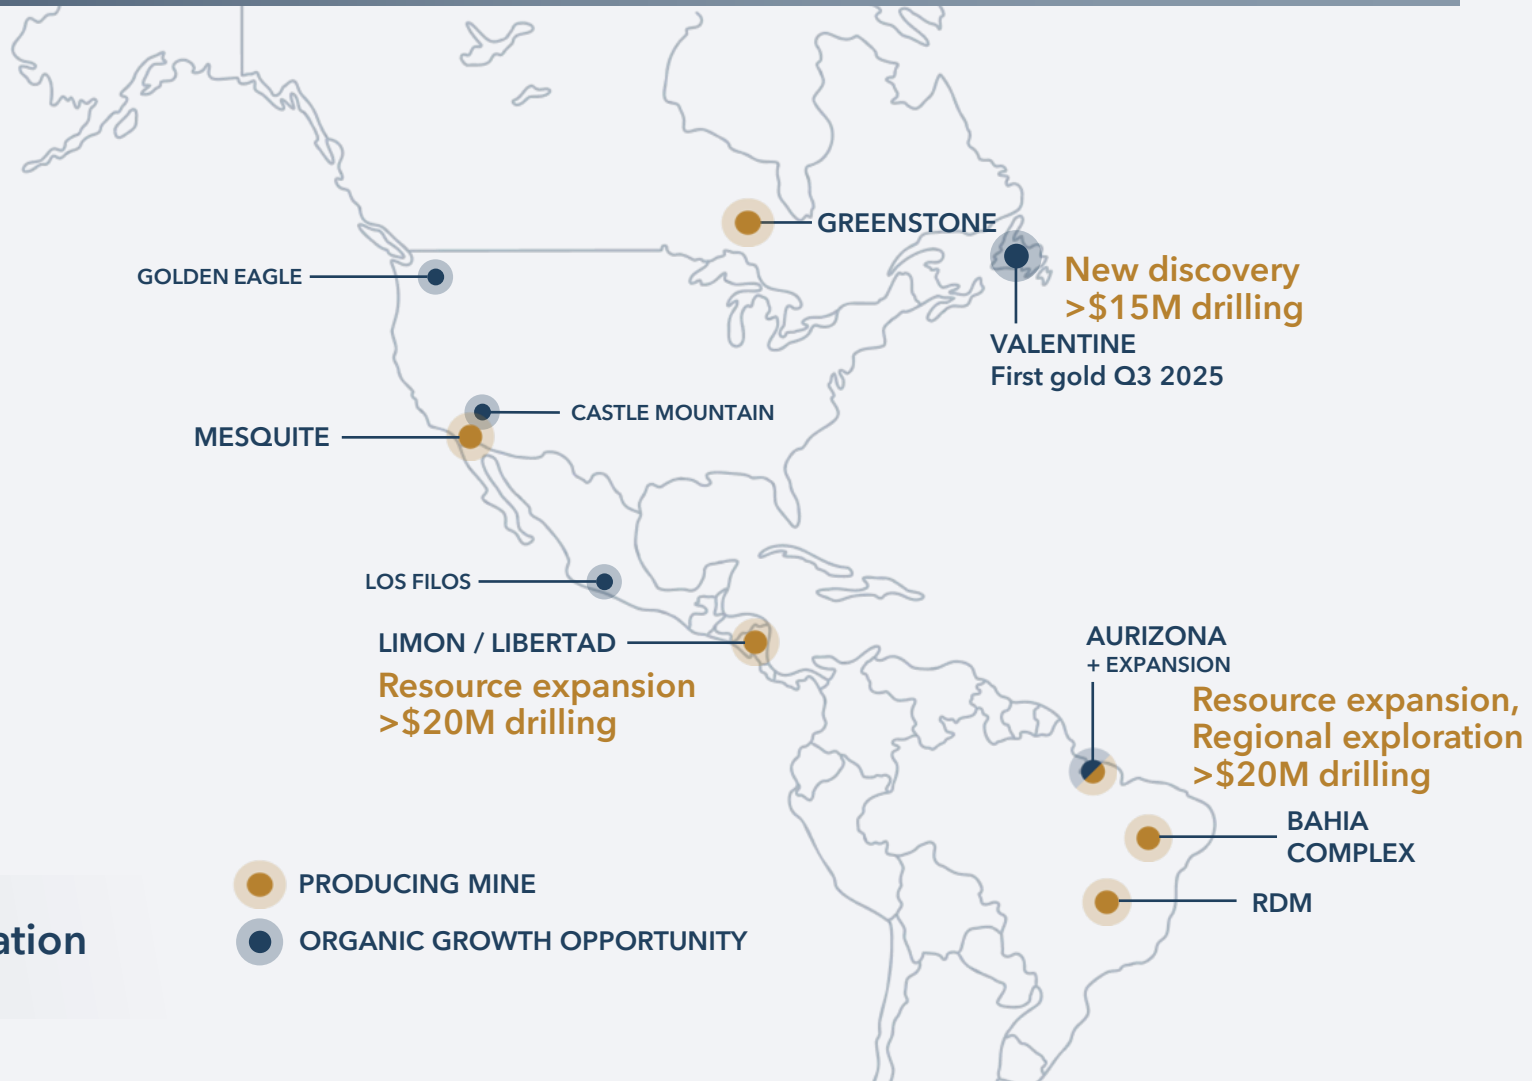 GREENSTONE
GOLDEN EAGLE
New discovery
>$15M drilling
VALENTINE
First gold Q3 2025
CASTLE MOUNTAIN
MESQUITE
LOS FILOS
LIMON / LIBERTAD
Resource expansion
>$20M drilling
AURIZONA
+ EXPANSION
Resource expansion,
Regional exploration
>$20M drilling
BAHIA
COMPLEX
RDM
PRODUCING MINE
ORGANIC GROWTH OPPORTUNITY